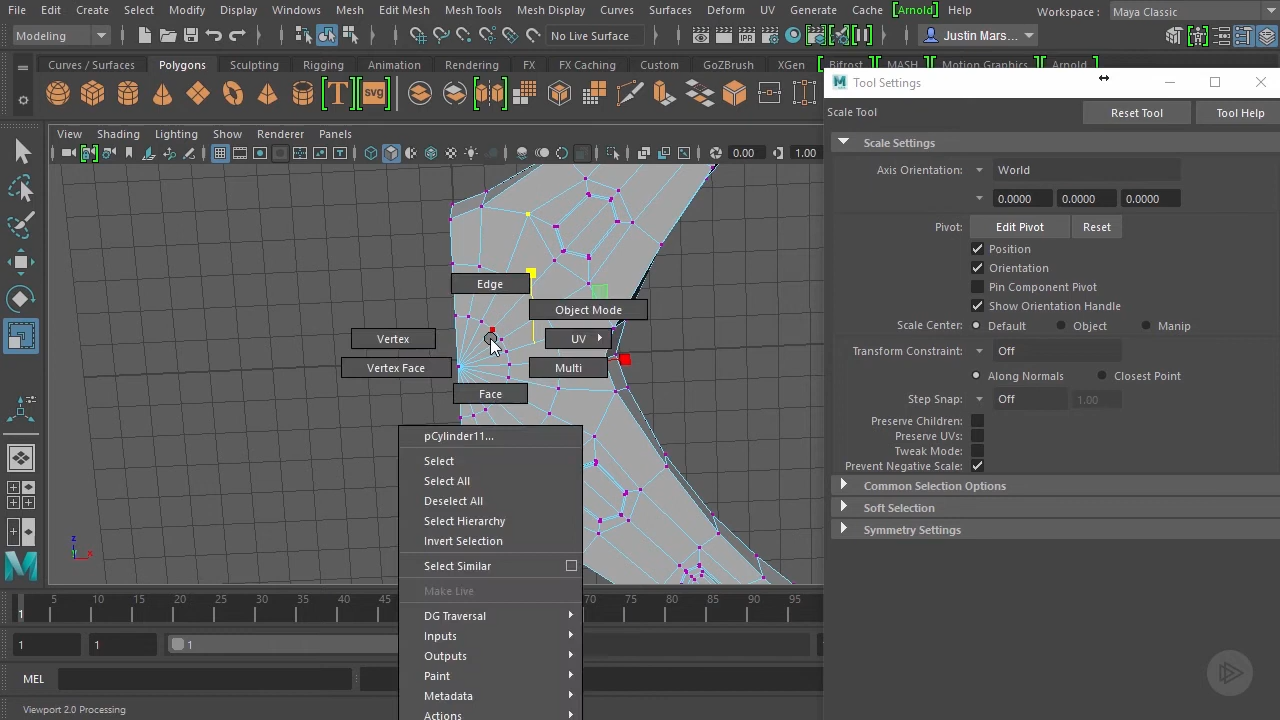 File Edit Create Select Modify Display Windows Mesh Edit Mesh Mesh Tools Mesh Display Curves Surfaces Deform UV Generate Cache [Arnold] Help Workspace : Maya Classic
Modeling No Live Surface Justin Mars...
Curves / Surfaces Polygons Sculpting Rigging Animation Rendering FX FX Caching Custom GoZBrush XGen Bifrost MASH Motion Graphics Arnold
T SVG
Tool Settings
Scale Tool Reset Tool Tool Help
View Shading Lighting Show Renderer Panels
0.00 1.00
Scale Settings
Axis Orientation: World
0.0000 0.0000 0.0000
Pivot: Edit Pivot Reset
Position
Orientation
Pin Component Pivot
Show Orientation Handle
Scale Center: Default Object Manip
Transform Constraint: Off
Along Normals Closest Point
Step Snap: Off 1.00
Preserve Children:
Preserve UVs:
Tweak Mode:
Prevent Negative Scale:
Common Selection Options
Soft Selection
Symmetry Settings
Edge
Object Mode
Vertex UV
Vertex Face Multi
Face
pCylinder11...
Select
Select All
Deselect All
Select Hierarchy
Invert Selection
Select Similar
Make Live
DG Traversal
Inputs
Outputs
Paint
Metadata
Actions
z
x
1 5 10 15 20 25 30 35 40 45 70 75 80 85 90 95
1 1 1
MEL
Viewport 2.0 Processing